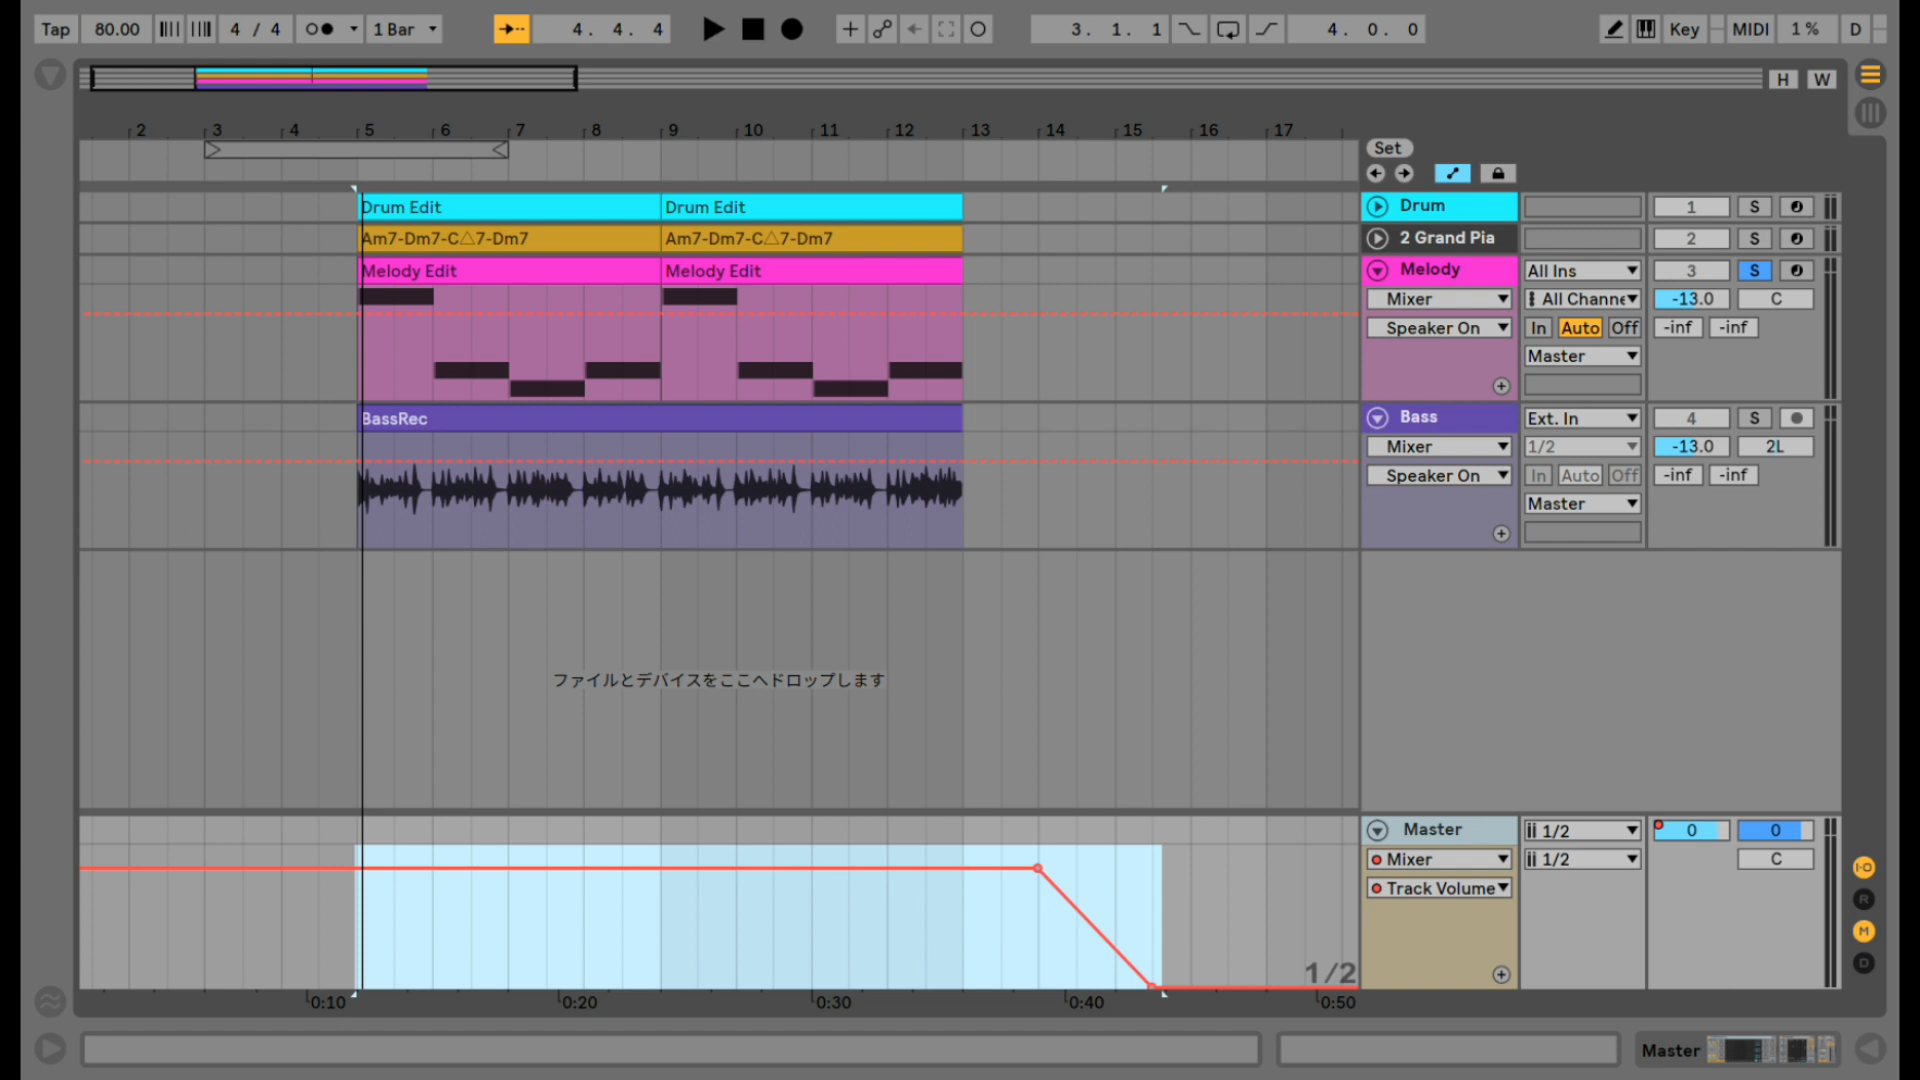 Tap 80.00 4 / 4 1 Bar 4. 4. 4 3. 1. 1 4. 0. 0 Key MIDI 1 % D
H W
2 3 4 5 6 7 8 9 10 11 12 13 14 15 16 17
Set
Drum Edit Drum Edit Drum 1 S
Am7-Dm7-C△7-Dm7 Am7-Dm7-C△7-Dm7 2 Grand Pia 2 S
Melody Edit Melody Edit Melody All Ins 3 S
Mixer All Channe -13.0 C
Speaker On In Auto Off -inf -inf
Master
BassRec Bass Ext. In 4 S
Mixer 1/2 -13.0 2L
Speaker On In Auto Off -inf -inf
Master
ファイルとデバイスをここへドロップします
Master 1/2 0 0
Mixer 1/2 C
Track Volume
I-O
R
M
D
1/2
0:10 0:20 0:30 0:40 0:50
Master